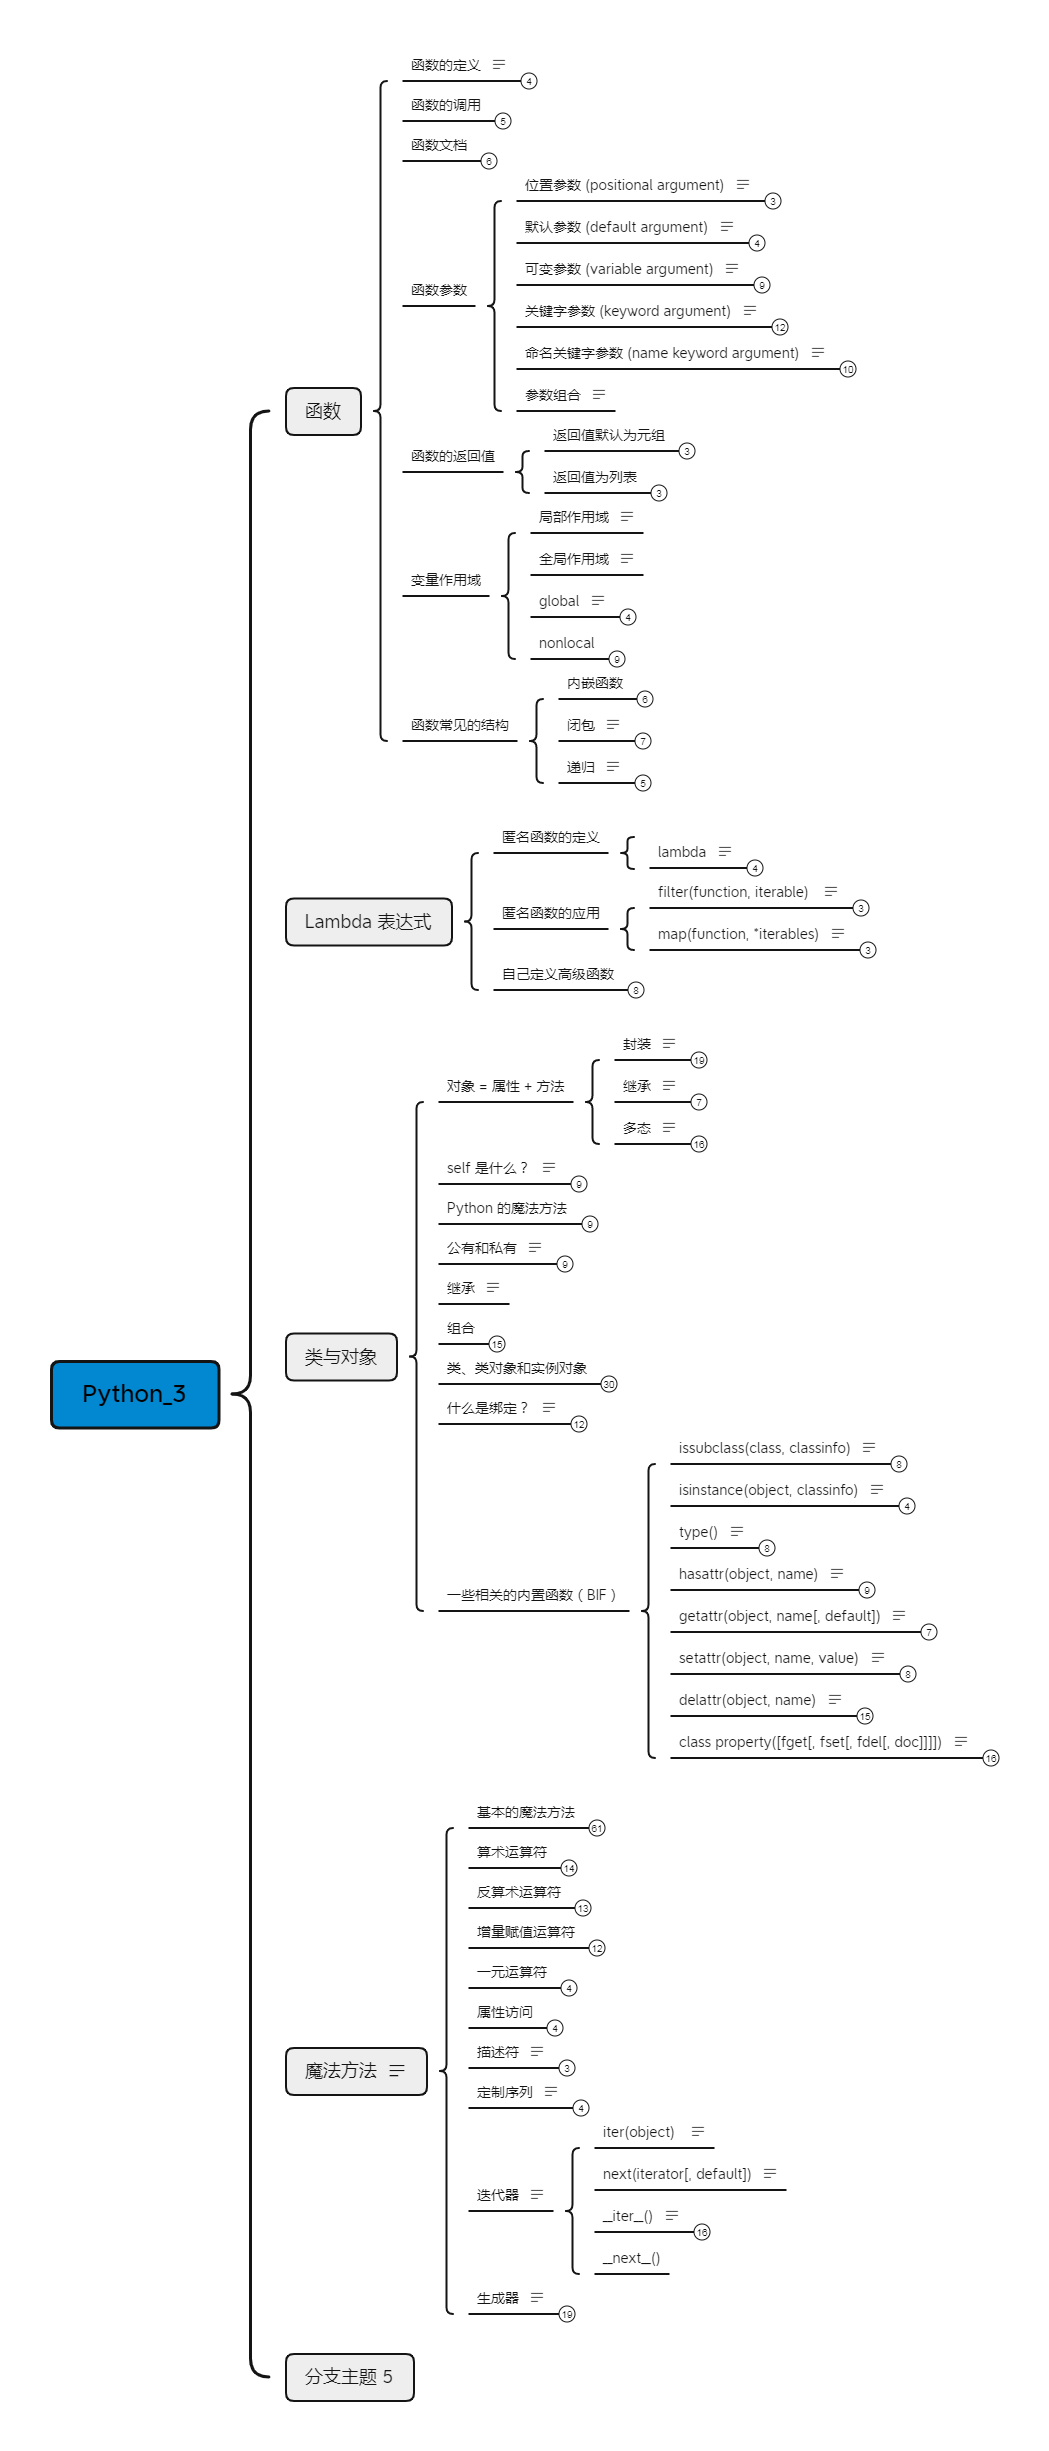 Python_3
函数
函数的定义
4
函数的调用
5
函数文档
6
函数参数
位置参数 (positional argument)
3
默认参数 (default argument)
4
可变参数 (variable argument)
9
关键字参数 (keyword argument)
12
命名关键字参数 (name keyword argument)
10
参数组合
函数的返回值
返回值默认为元组
3
返回值为列表
3
变量作用域
局部作用域
全局作用域
global
4
nonlocal
9
函数常见的结构
内嵌函数
6
闭包
7
递归
5
Lambda 表达式
匿名函数的定义
lambda
4
匿名函数的应用
filter(function, iterable)
3
map(function, *iterables)
3
自己定义高级函数
8
类与对象
对象 = 属性 + 方法
封装
19
继承
7
多态
16
self 是什么？
9
Python 的魔法方法
9
公有和私有
9
继承
组合
15
类、类对象和实例对象
30
什么是绑定？
12
一些相关的内置函数（BIF）
issubclass(class, classinfo)
8
isinstance(object, classinfo)
4
type()
8
hasattr(object, name)
9
getattr(object, name[, default])
7
setattr(object, name, value)
8
delattr(object, name)
15
class property([fget[, fset[, fdel[, doc]]]])
16
魔法方法
基本的魔法方法
61
算术运算符
14
反算术运算符
13
增量赋值运算符
12
一元运算符
4
属性访问
4
描述符
3
定制序列
4
迭代器
iter(object)
next(iterator[, default])
__iter__()
16
__next__()
生成器
19
分支主题 5